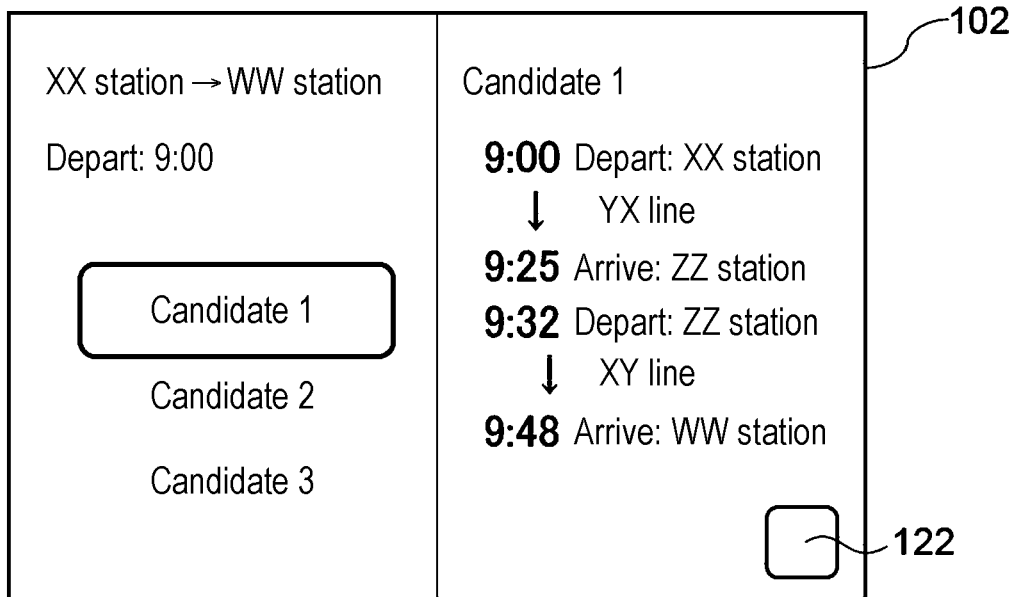 102
XX station → WW station
Depart: 9:00
Candidate 1
Candidate 2
Candidate 3
Candidate 1
9:00 Depart: XX station
↓ YX line
9:25 Arrive: ZZ station
9:32 Depart: ZZ station
↓ XY line
9:48 Arrive: WW station
122